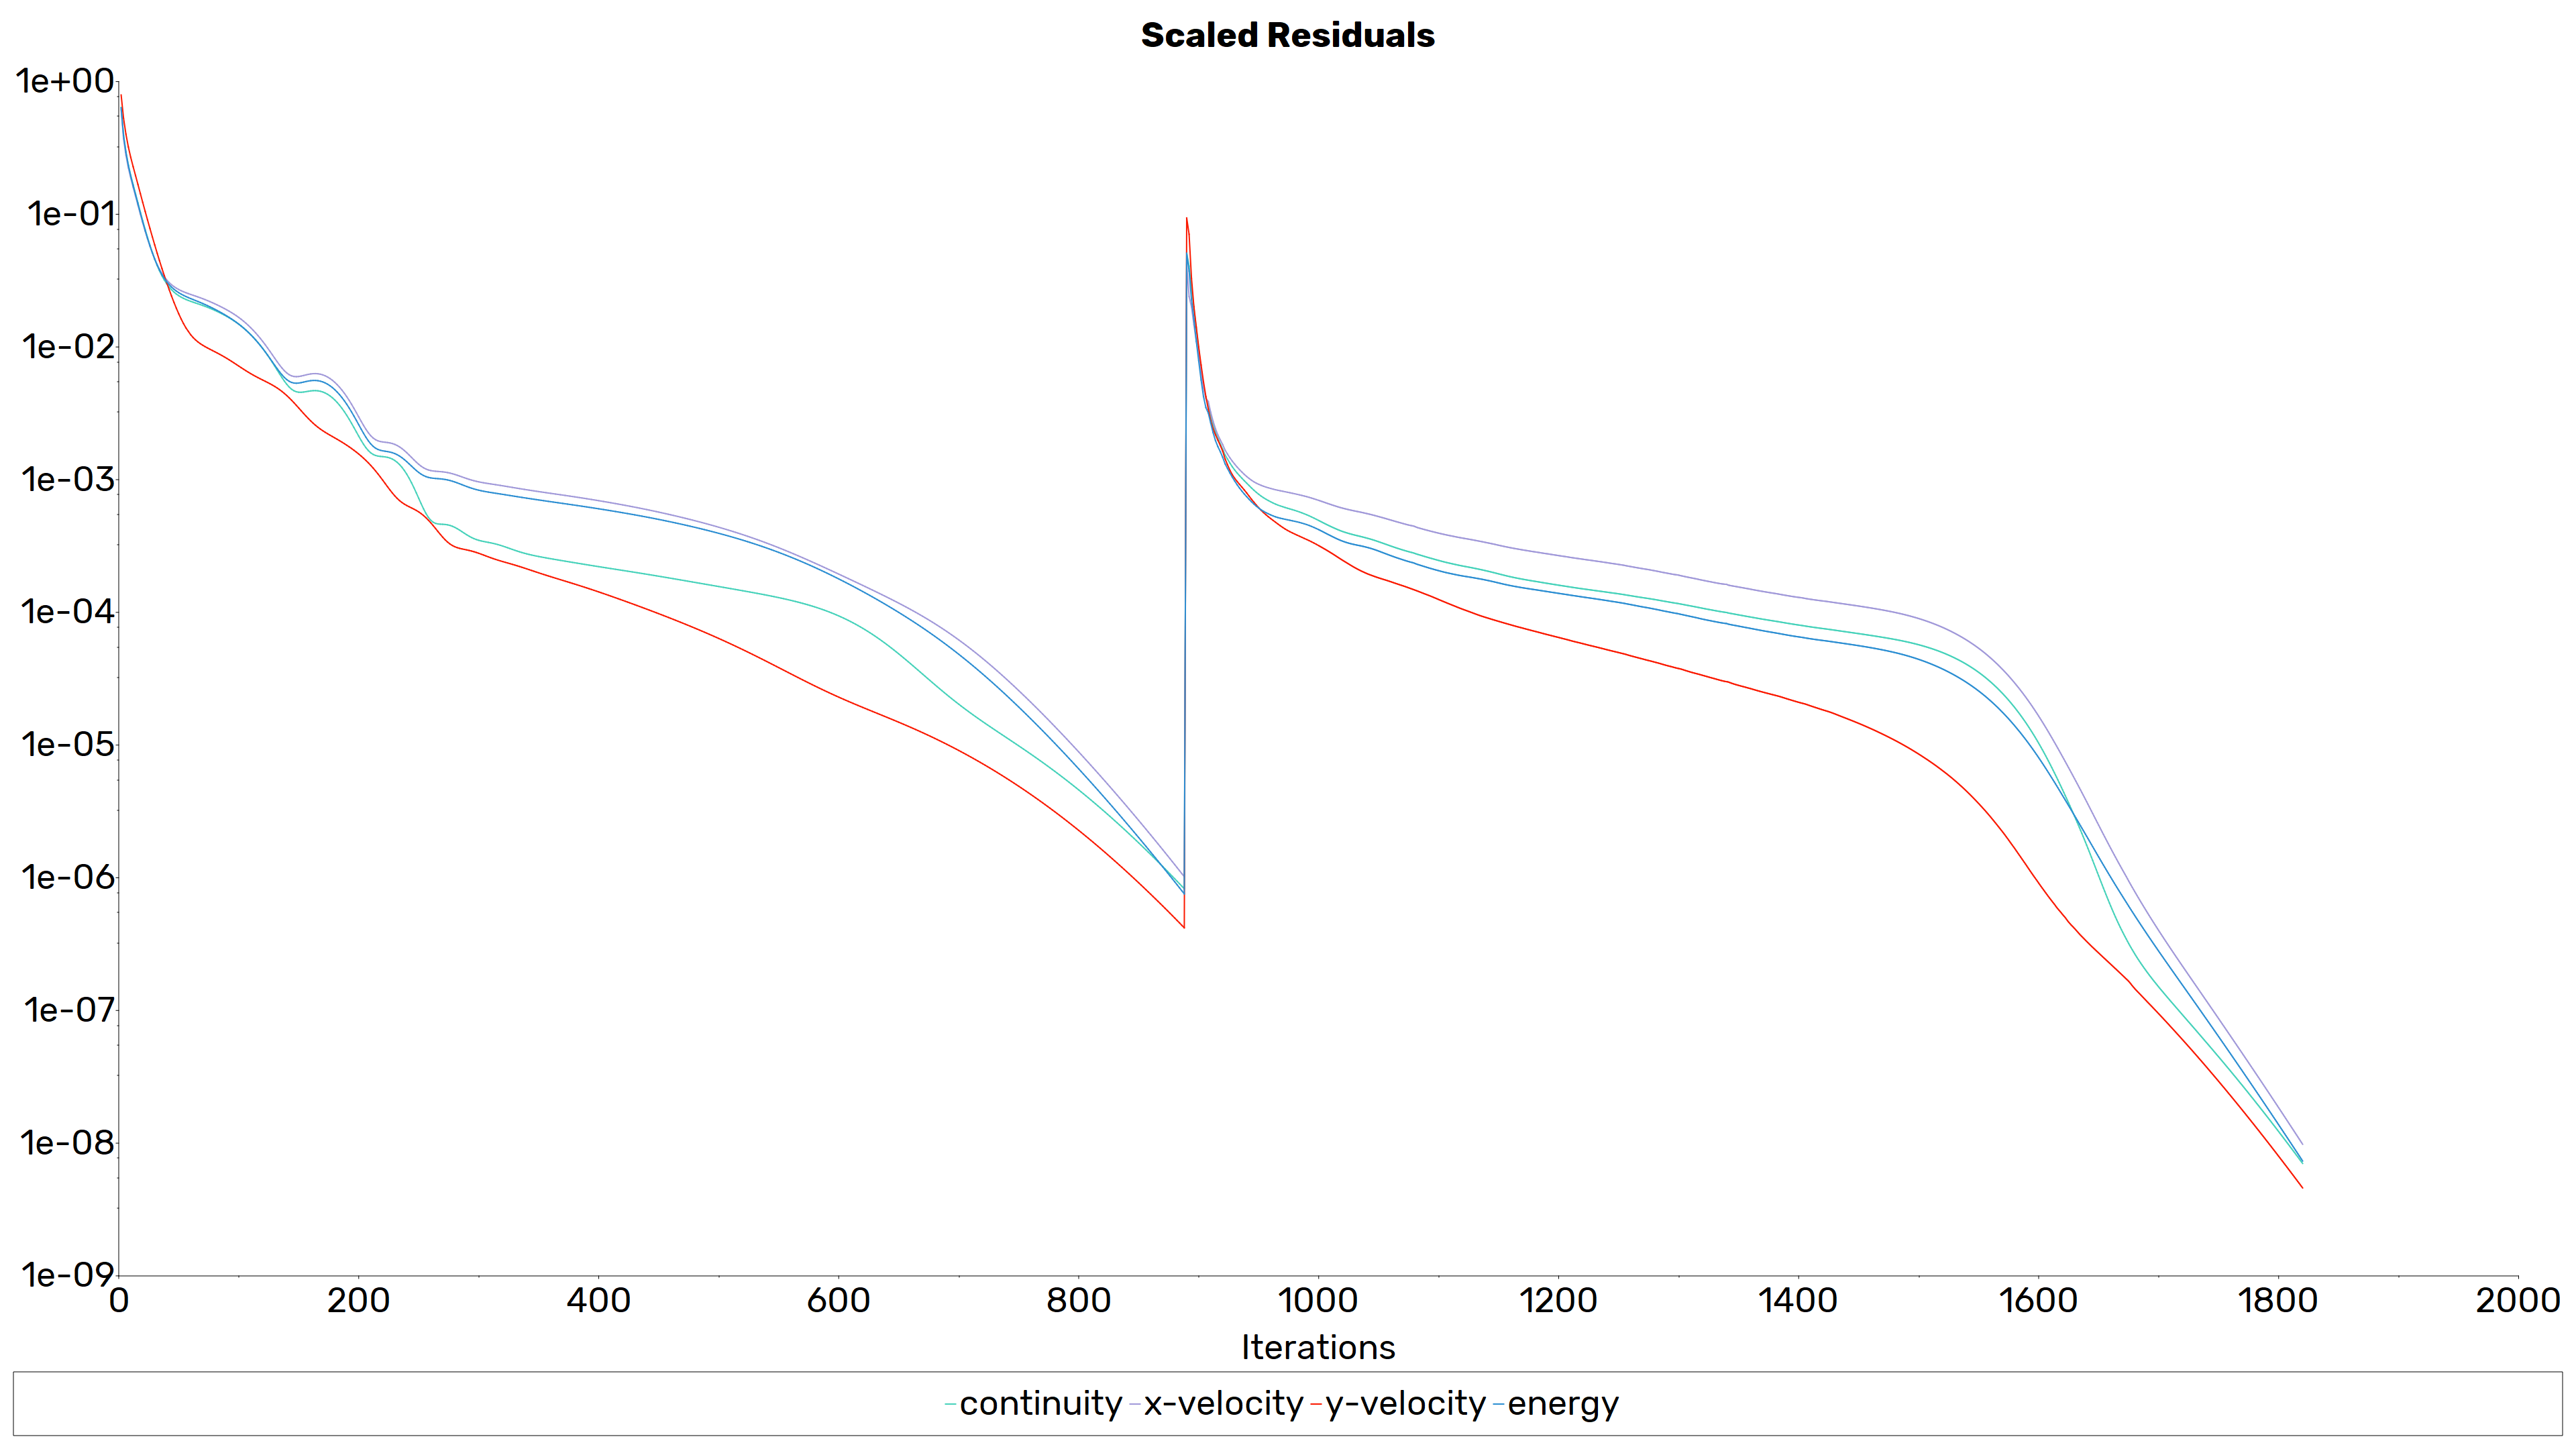 Scaled Residuals
1e+00
1e-01
1e-02
1e-03
1e-04
1e-05
1e-06
1e-07
1e-08
1e-09
0 200 400 600 800 1000 1200 1400 1600 1800 2000
Iterations
continuity x-velocity y-velocity energy